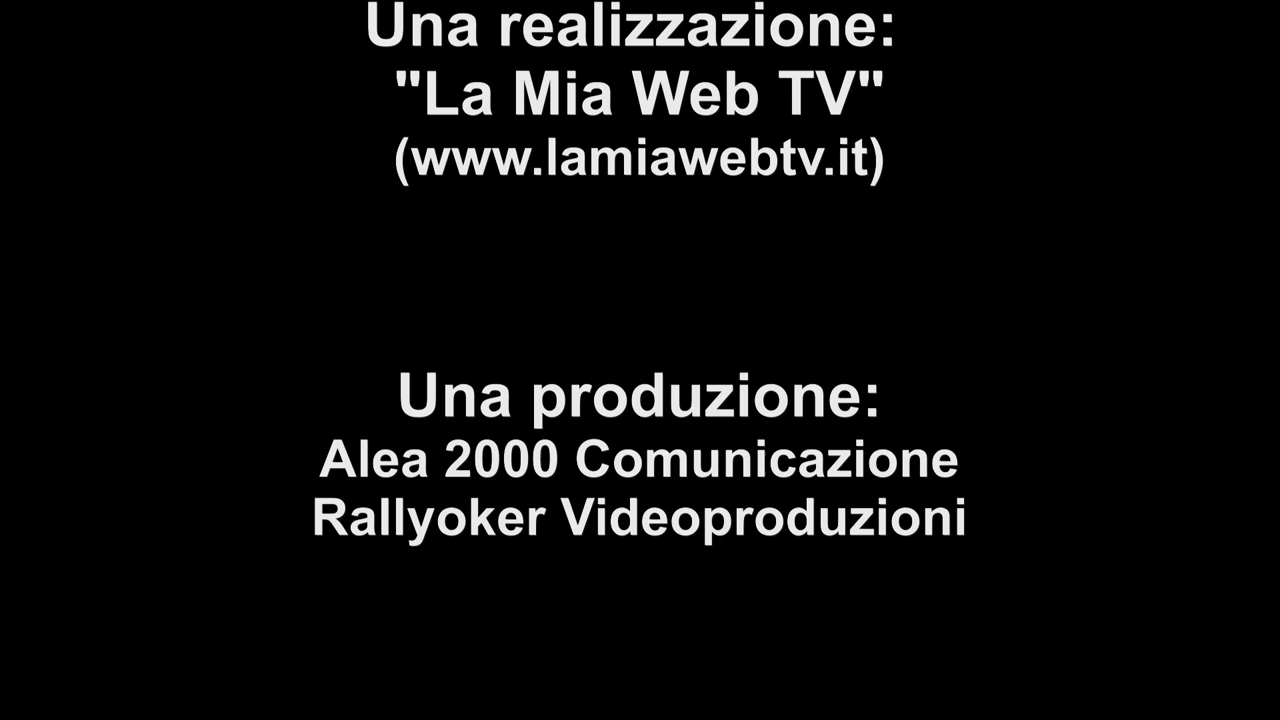 Una realizzazione:
"La Mia Web TV"
(www.lamiawebtv.it)
Una produzione:
Alea 2000 Comunicazione
Rallyoker Videoproduzioni